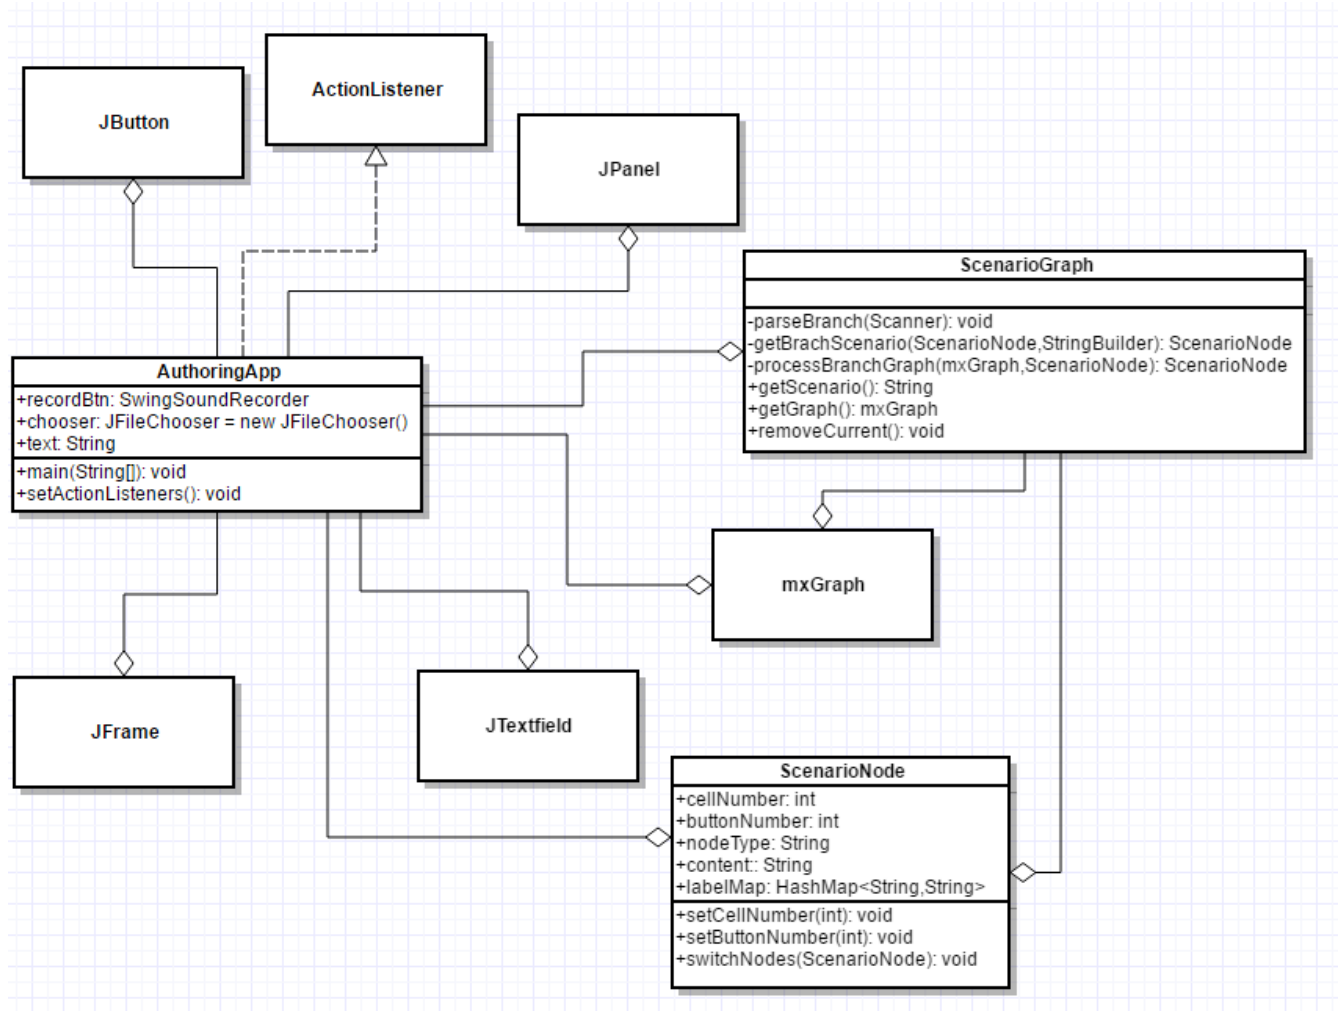 ActionListener
JButton
JPanel
ScenarioGraph
-parseBranch(Scanner): void
-getBrachScenario(ScenarioNode,StringBuilder): ScenarioNode
-processBranchGraph(mxGraph,ScenarioNode): ScenarioNode
+getScenario(): String
+getGraph(): mxGraph
+removeCurrent(): void
AuthoringApp
+recordBtn: SwingSoundRecorder
+chooser: JFileChooser = new JFileChooser()
+text: String
+main(String[]): void
+setActionListeners(): void
mxGraph
JFrame
JTextfield
ScenarioNode
+cellNumber: int
+buttonNumber: int
+nodeType: String
+content:: String
+labelMap: HashMap<String,String>
+setCellNumber(int): void
+setButtonNumber(int): void
+switchNodes(ScenarioNode): void